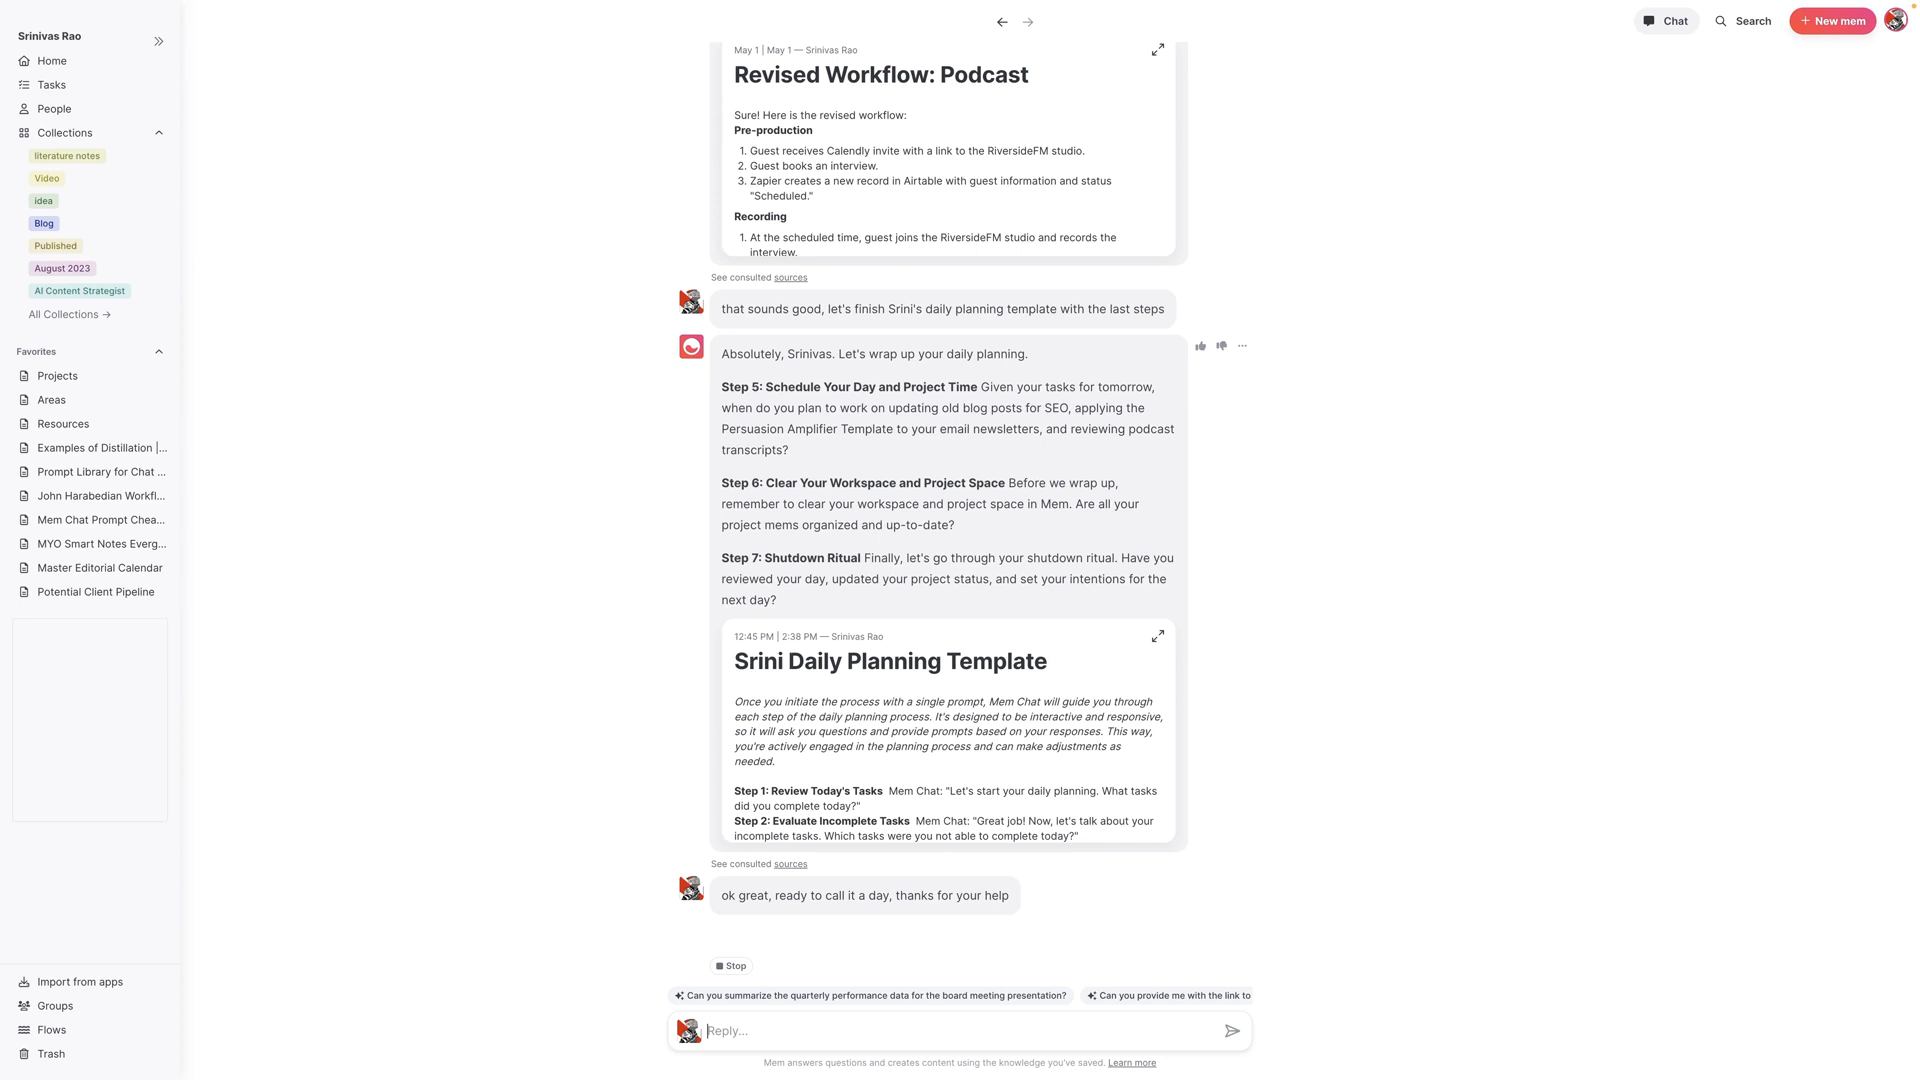 Srinivas Rao
Home
Tasks
People
Collections
literature notes
Video
idea
Blog
Published
August 2023
AI Content Strategist
All Collections →
Favorites
Projects
Areas
Resources
Examples of Distillation |...
Prompt Library for Chat ...
John Harabedian Workfl...
Mem Chat Prompt Chea...
MYO Smart Notes Everg...
Master Editorial Calendar
Potential Client Pipeline
Import from apps
Groups
Flows
Trash
Chat
Search
+ New mem
May 1 | May 1 — Srinivas Rao
Revised Workflow: Podcast
Sure! Here is the revised workflow:
Pre-production
1. Guest receives Calendly invite with a link to the RiversideFM studio.
2. Guest books an interview.
3. Zapier creates a new record in Airtable with guest information and status
"Scheduled."
Recording
1. At the scheduled time, guest joins the RiversideFM studio and records the
interview.
See consulted sources
that sounds good, let's finish Srini's daily planning template with the last steps
Absolutely, Srinivas. Let's wrap up your daily planning.
Step 5: Schedule Your Day and Project Time Given your tasks for tomorrow,
when do you plan to work on updating old blog posts for SEO, applying the
Persuasion Amplifier Template to your email newsletters, and reviewing podcast
transcripts?
Step 6: Clear Your Workspace and Project Space Before we wrap up,
remember to clear your workspace and project space in Mem. Are all your
project mems organized and up-to-date?
Step 7: Shutdown Ritual Finally, let's go through your shutdown ritual. Have you
reviewed your day, updated your project status, and set your intentions for the
next day?
12:45 PM | 2:38 PM — Srinivas Rao
Srini Daily Planning Template
Once you initiate the process with a single prompt, Mem Chat will guide you through
each step of the daily planning process. It's designed to be interactive and responsive,
so it will ask you questions and provide prompts based on your responses. This way,
you're actively engaged in the planning process and can make adjustments as
needed.
Step 1: Review Today's Tasks Mem Chat: "Let's start your daily planning. What tasks
did you complete today?"
Step 2: Evaluate Incomplete Tasks Mem Chat: "Great job! Now, let's talk about your
incomplete tasks. Which tasks were you not able to complete today?"
See consulted sources
ok great, ready to call it a day, thanks for your help
Stop
Can you summarize the quarterly performance data for the board meeting presentation?
Can you provide me with the link to
Reply...
Mem answers questions and creates content using the knowledge you've saved. Learn more